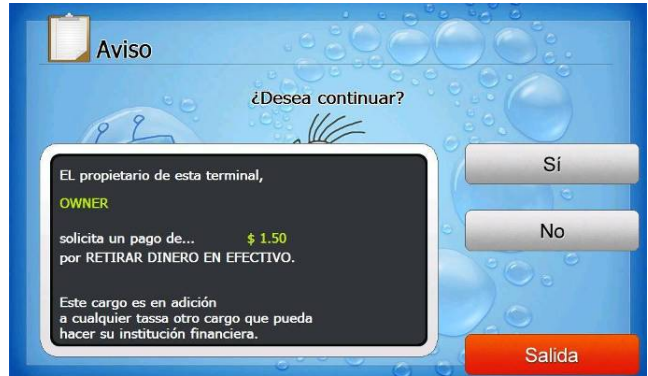 Aviso
¿Desea continuar?
EL propietario de esta terminal,
OWNER
solicita un pago de... $ 1.50
por RETIRAR DINERO EN EFECTIVO.
Este cargo es en adición
a cualquier tassa otro cargo que pueda
hacer su institución financiera.
Sí
No
Salida